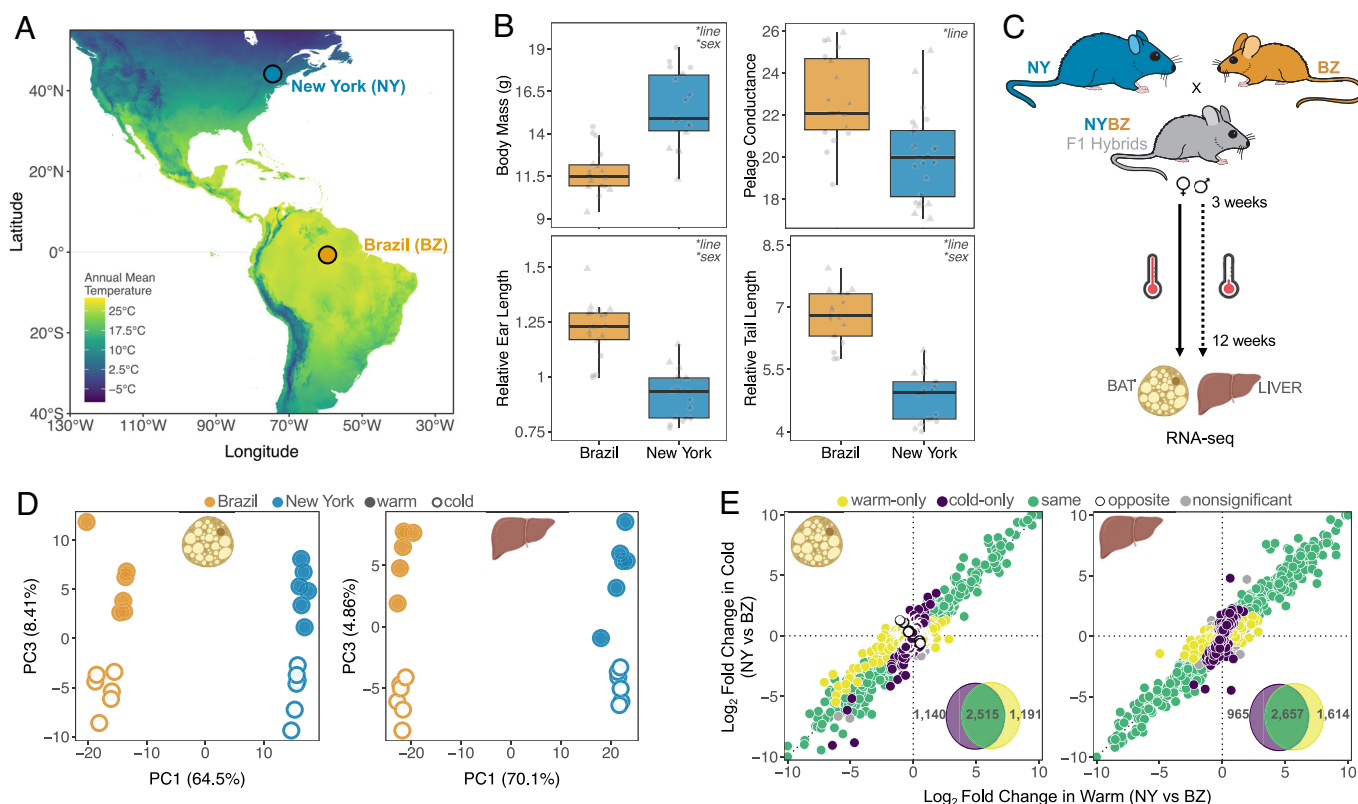 A
New York (NY)
Brazil (BZ)
Annual Mean
Temperature
25°C
17.5°C
10°C
2.5°C
−5°C
40°N
20°N
0°
20°S
40°S
Latitude
130°W
90°W
70°W
50°W
30°W
Longitude
B
*line
*sex
19
16.5
14
11.5
9
Body Mass (g)
*line
26
24
22
20
18
Pelage Conductance
*line
*sex
1.5
1.25
1
0.75
Relative Ear Length
Brazil
New York
*line
*sex
8.5
7
5.5
4
Relative Tail Length
Brazil
New York
C
NY
BZ
X
NYBZ
F1 Hybrids
♀ ♂
3 weeks
12 weeks
BAT
LIVER
RNA-seq
D
Brazil
New York
warm
cold
10
5
0
−5
−10
PC3 (8.41%)
−20
−10
0
10
PC1 (64.5%)
10
5
0
−5
PC3 (4.86%)
−20
−10
0
10
20
PC1 (70.1%)
E
warm-only
cold-only
same
opposite
nonsignificant
10
5
0
−5
−10
Log2 Fold Change in Cold
(NY vs BZ)
1,140
2,515
1,191
−10
−5
0
5
10
965
2,657
1,614
−10
−5
0
5
10
Log2 Fold Change in Warm (NY vs BZ)